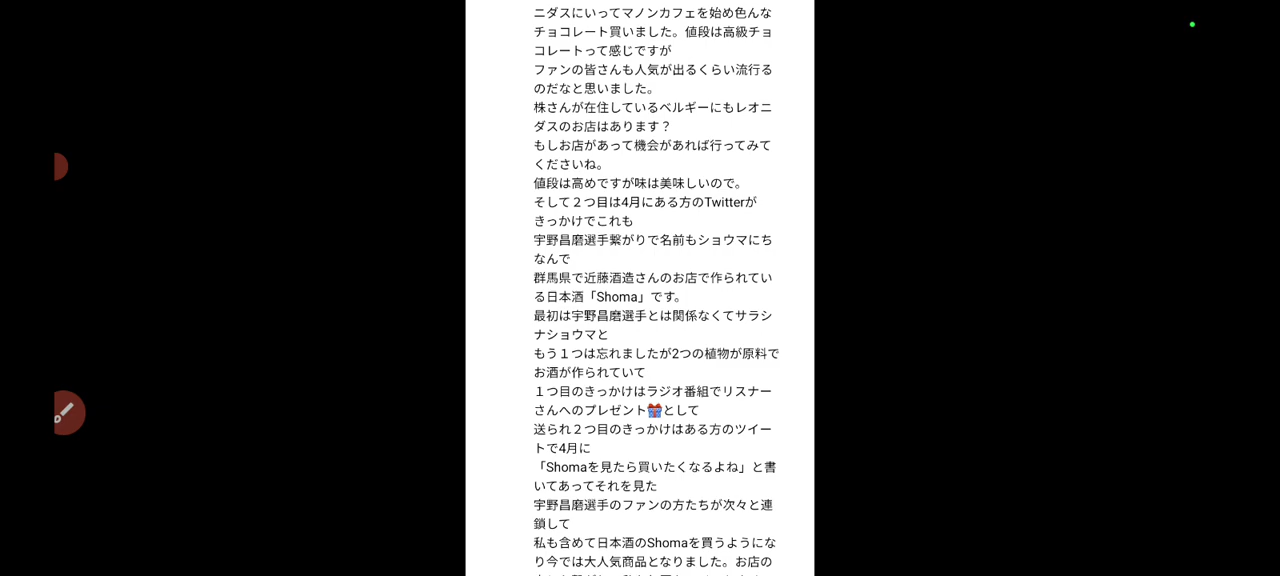 ニダスにいってマノンカフェを始め色んな
チョコレート買いました。値段は高級チョ
コレートって感じですが
ファンの皆さんも人気が出るくらい流行る
のだなと思いました。
株さんが在住しているベルギーにもレオニ
ダスのお店はあります？
もしお店があって機会があれば行ってみて
くださいね。
値段は高めですが味は美味しいので。
そして２つ目は4月にある方のTwitterが
きっかけでこれも
宇野昌磨選手繋がりで名前もショウマにち
なんで
群馬県で近藤酒造さんのお店で作られてい
る日本酒「Shoma」です。
最初は宇野昌磨選手とは関係なくてサラシ
ナショウマと
もう１つは忘れましたが2つの植物が原料で
お酒が作られていて
１つ目のきっかけはラジオ番組でリスナー
さんへのプレゼント🎁として
送られ２つ目のきっかけはある方のツイー
トで4月に
「Shomaを見たら買いたくなるよね」と書
いてあってそれを見た
宇野昌磨選手のファンの方たちが次々と連
鎖して
私も含めて日本酒のShomaを買うようにな
り今では大人気商品となりました。お店の